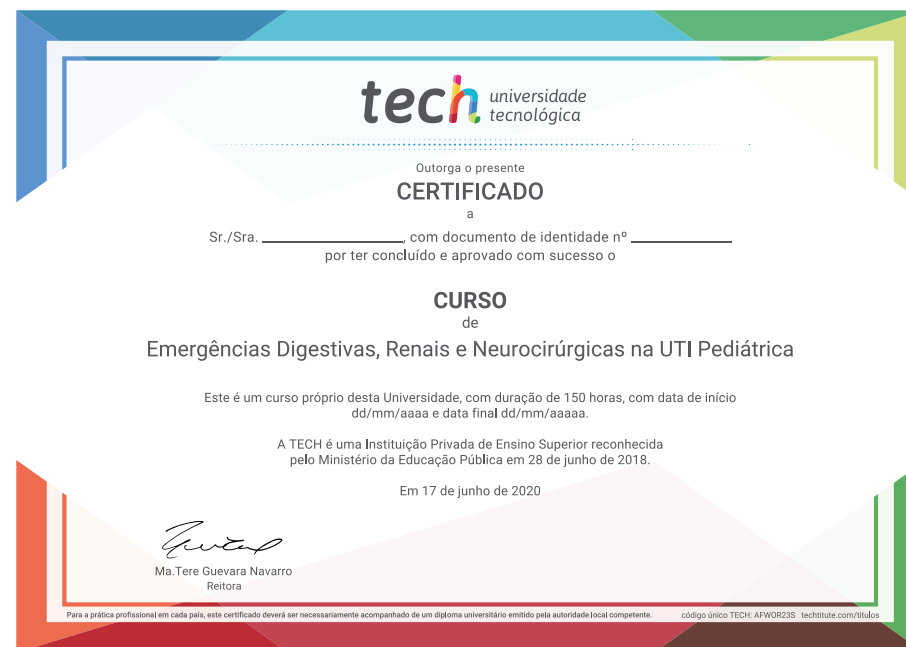 tech universidade
tecnológica
Outorga o presente
CERTIFICADO
a
Sr./Sra. ____________________, com documento de identidade nº ______________
por ter concluído e aprovado com sucesso o
CURSO
de
Emergências Digestivas, Renais e Neurocirúrgicas na UTI Pediátrica
Este é um curso próprio desta Universidade, com duração de 150 horas, com data de início
dd/mm/aaaa e data final dd/mm/aaaaa.
A TECH é uma Instituição Privada de Ensino Superior reconhecida
pelo Ministério da Educação Pública em 28 de junho de 2018.
Em 17 de junho de 2020
Ma.Tere Guevara Navarro
Reitora
Para a prática profissional em cada país, este certificado deverá ser necessariamente acompanhado de um diploma universitário emitido pela autoridade local competente. código único TECH: AFWOR23S techtitute.com/titulos